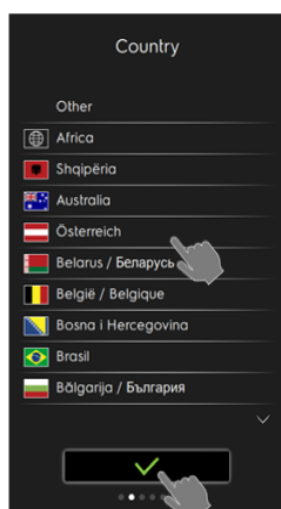 Country
Other
Africa
Shqipëria
Australia
Österreich
Belarus / Беларусь
België / Belgique
Bosna i Hercegovina
Brasil
Bălgarija / България